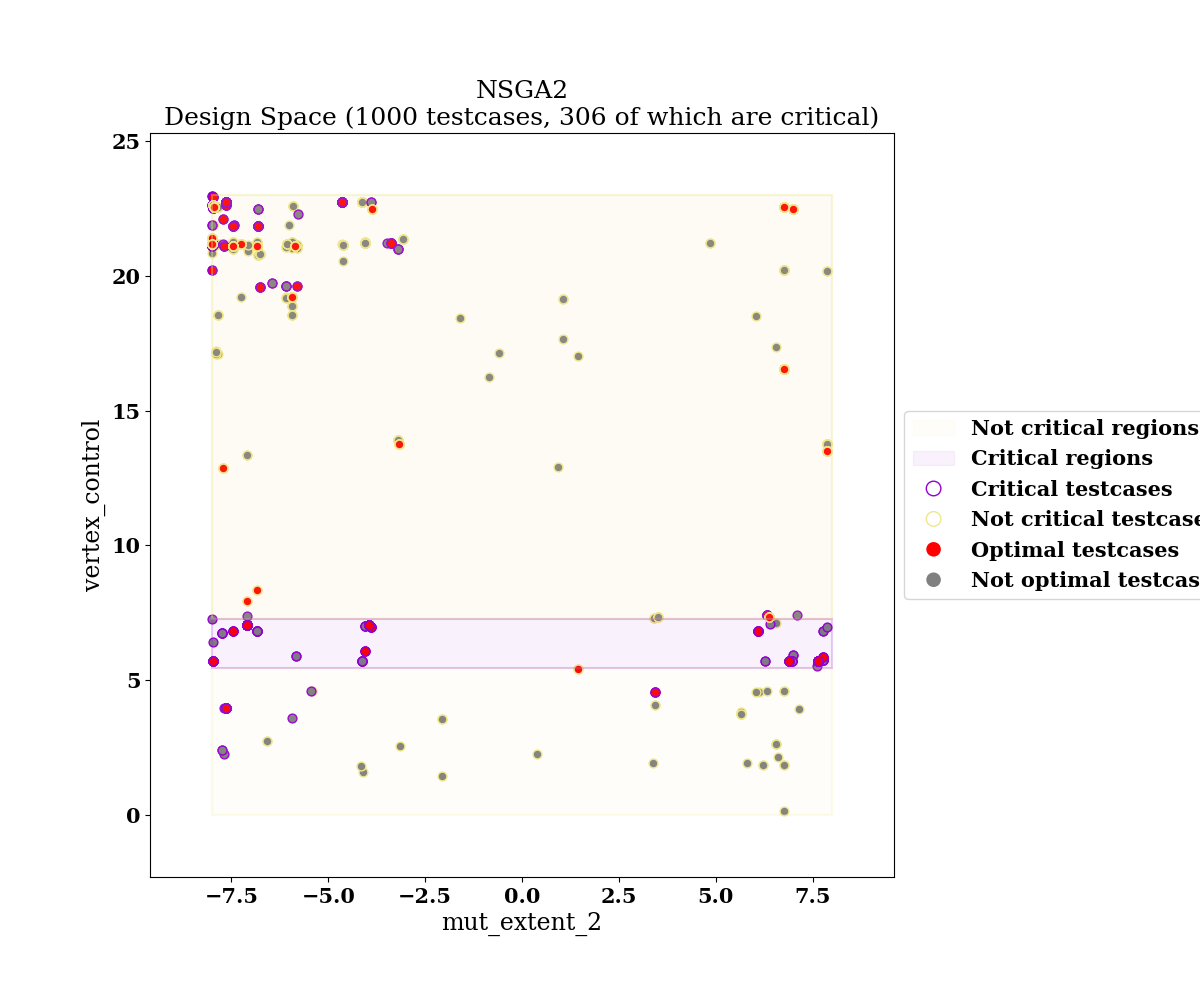 NSGA2
Design Space (1000 testcases, 306 of which are critical)
25
20
15
10
5
0
vertex_control
−7.5
−5.0
−2.5
0.0
2.5
5.0
7.5
mut_extent_2
Not critical regions
Critical regions
Critical testcases
Not critical testcase
Optimal testcases
Not optimal testcas